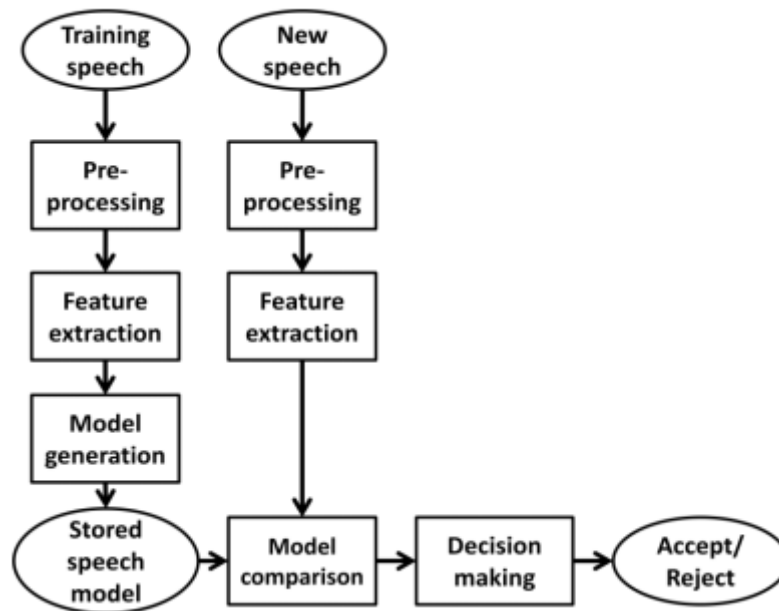 Training
speech
New
speech
Pre-
processing
Pre-
processing
Feature
extraction
Feature
extraction
Model
generation
Stored
speech
model
Model
comparison
Decision
making
Accept/
Reject